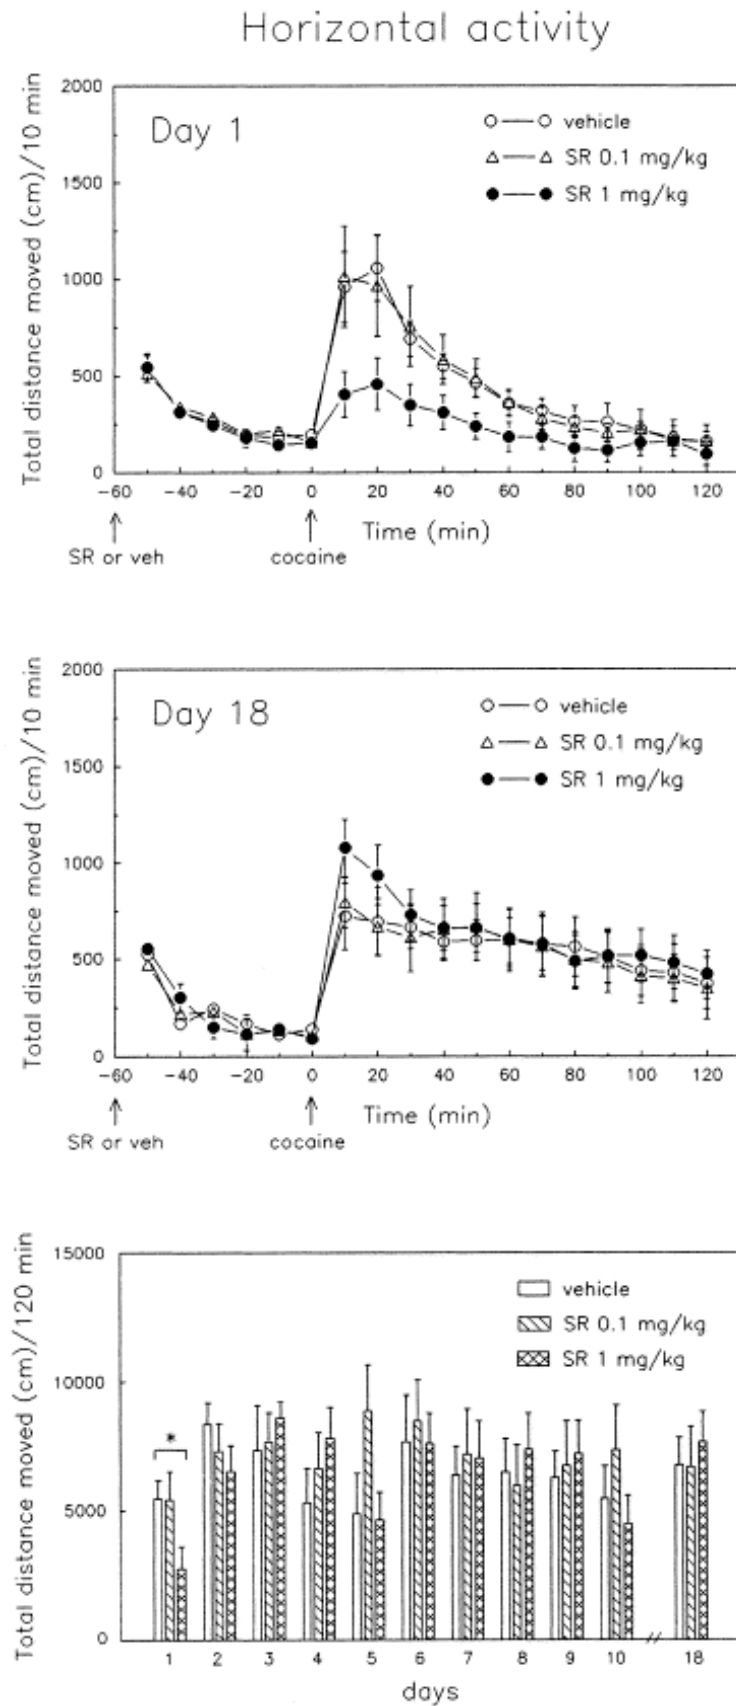 Horizontal activity
Total distance moved (cm)/10 min
2000
1500
1000
500
0
Day 1
vehicle
SR 0.1 mg/kg
SR 1 mg/kg
-60 -40 -20 0 20 40 60 80 100 120
Time (min)
SR or veh
cocaine
Total distance moved (cm)/10 min
2000
1500
1000
500
0
Day 18
vehicle
SR 0.1 mg/kg
SR 1 mg/kg
-60 -40 -20 0 20 40 60 80 100 120
Time (min)
SR or veh
cocaine
Total distance moved (cm)/120 min
15000
10000
5000
0
vehicle
SR 0.1 mg/kg
SR 1 mg/kg
*
1 2 3 4 5 6 7 8 9 10 // 18
days